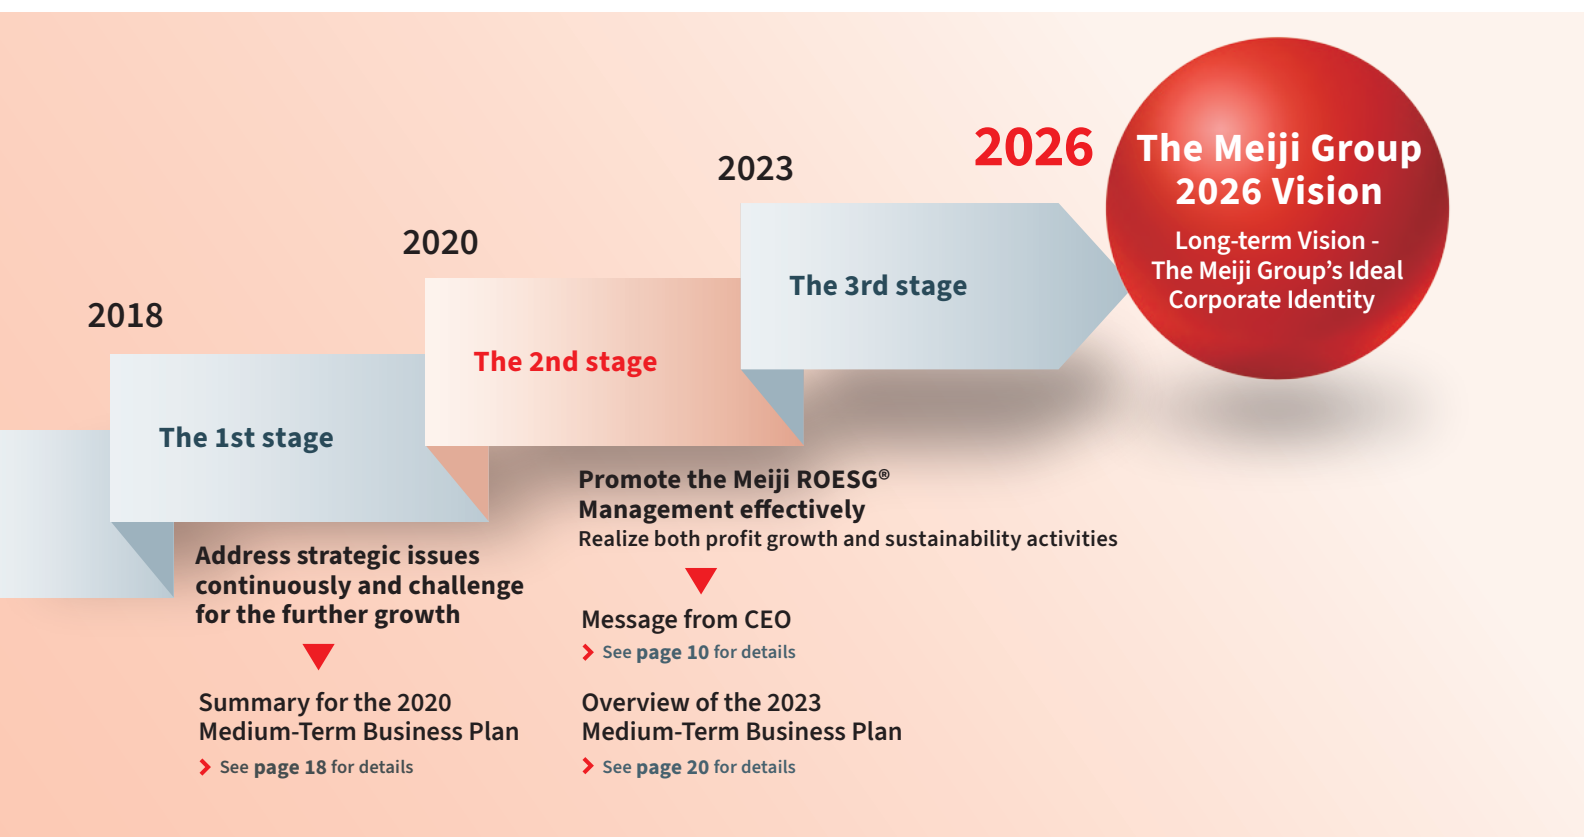 2018
The 1st stage
Address strategic issues
continuously and challenge
for the further growth
Summary for the 2020
Medium-Term Business Plan
See page 18 for details
2020
The 2nd stage
Promote the Meiji ROESG®
Management effectively
Realize both profit growth and sustainability activities
Message from CEO
See page 10 for details
Overview of the 2023
Medium-Term Business Plan
See page 20 for details
2023
The 3rd stage
2026
The Meiji Group
2026 Vision
Long-term Vision -
The Meiji Group’s Ideal
Corporate Identity